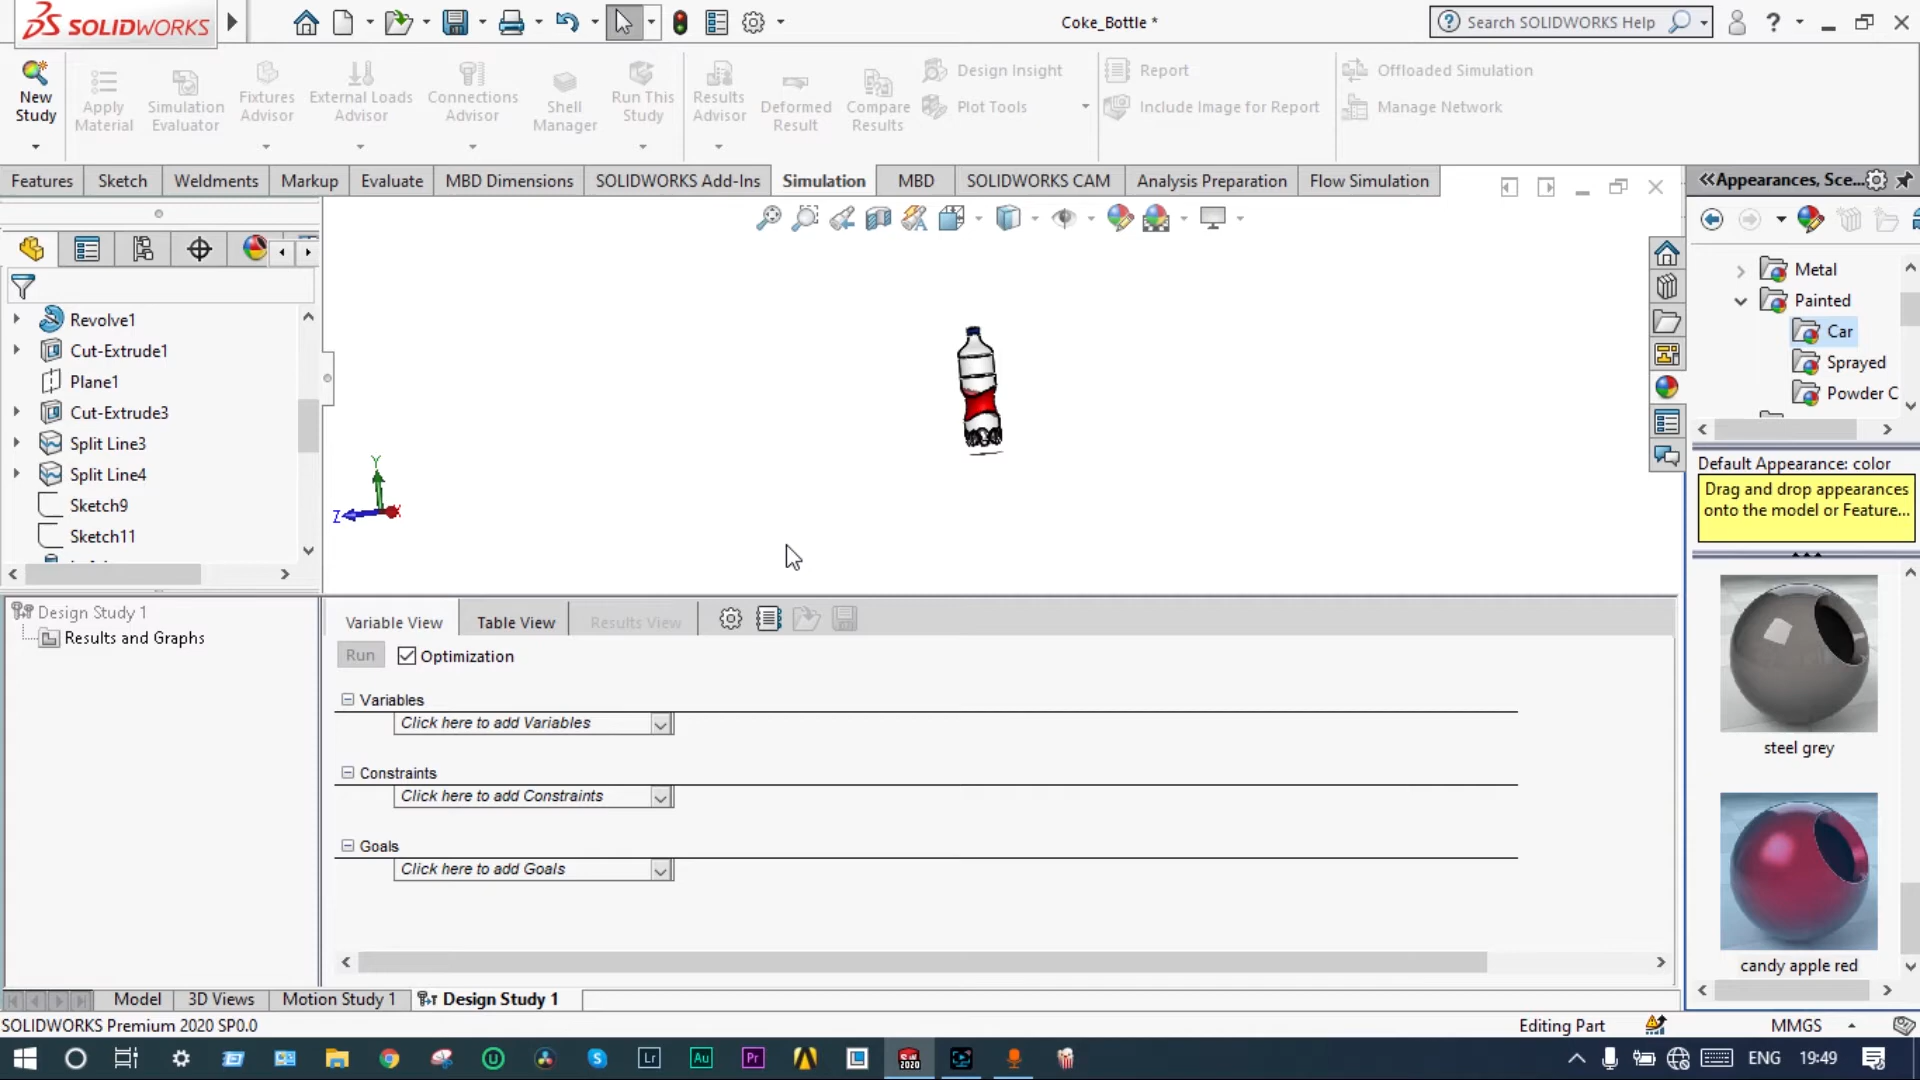 SOLIDWORKS
Coke_Bottle *
Search SOLIDWORKS Help
New Study
Apply Material
Simulation Evaluator
Fixtures Advisor
External Loads Advisor
Connections Advisor
Shell Manager
Run This Study
Results Advisor
Deformed Result
Compare Results
Design Insight
Plot Tools
Report
Include Image for Report
Offloaded Simulation
Manage Network
Features
Sketch
Weldments
Markup
Evaluate
MBD Dimensions
SOLIDWORKS Add-Ins
Simulation
MBD
SOLIDWORKS CAM
Analysis Preparation
Flow Simulation
Appearances, Sce...
Revolve1
Cut-Extrude1
Plane1
Cut-Extrude3
Split Line3
Split Line4
Sketch9
Sketch11
Y
Z
X
Metal
Painted
Car
Sprayed
Powder C
Default Appearance: color
Drag and drop appearances
onto the model or Feature...
steel grey
candy apple red
Design Study 1
Results and Graphs
Variable View
Table View
Results View
Run
Optimization
Variables
Click here to add Variables
Constraints
Click here to add Constraints
Goals
Click here to add Goals
Model
3D Views
Motion Study 1
Design Study 1
SOLIDWORKS Premium 2020 SP0.0
Editing Part
MMGS
Lr
Au
Pr
SW
2020
ENG
19:49